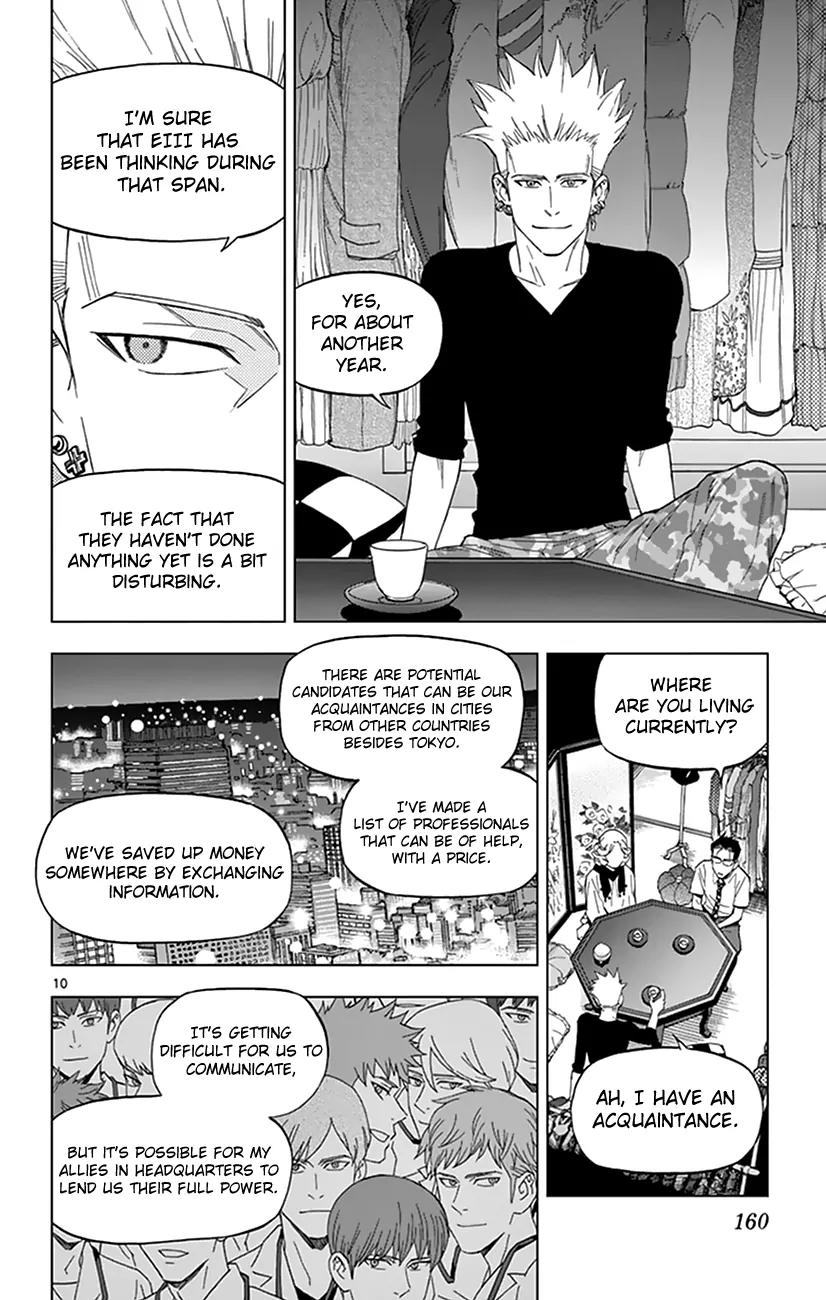 YES,
FOR ABOUT
ANOTHER
YEAR.
I'M SURE
THAT EIII HAS
BEEN THINKING DURING
THAT SPAN.
THE FACT THAT
THEY HAVEN'T DONE
ANYTHING YET IS A BIT
DISTURBING.
WHERE
ARE YOU LIVING
CURRENTLY?
AH, I HAVE AN
ACQUAINTANCE.
THERE ARE POTENTIAL
CANDIDATES THAT CAN BE OUR
ACQUAINTANCES IN CITIES
FROM OTHER COUNTRIES
BESIDES TOKYO.
I'VE MADE A
LIST OF PROFESSIONALS
THAT CAN BE OF HELP,
WITH A PRICE.
WE'VE SAVED UP MONEY
SOMEWHERE BY EXCHANGING
INFORMATION.
10
IT'S GETTING
DIFFICULT FOR US TO
COMMUNICATE,
BUT IT'S POSSIBLE FOR MY
ALLIES IN HEADQUARTERS TO
LEND US THEIR FULL POWER.
160